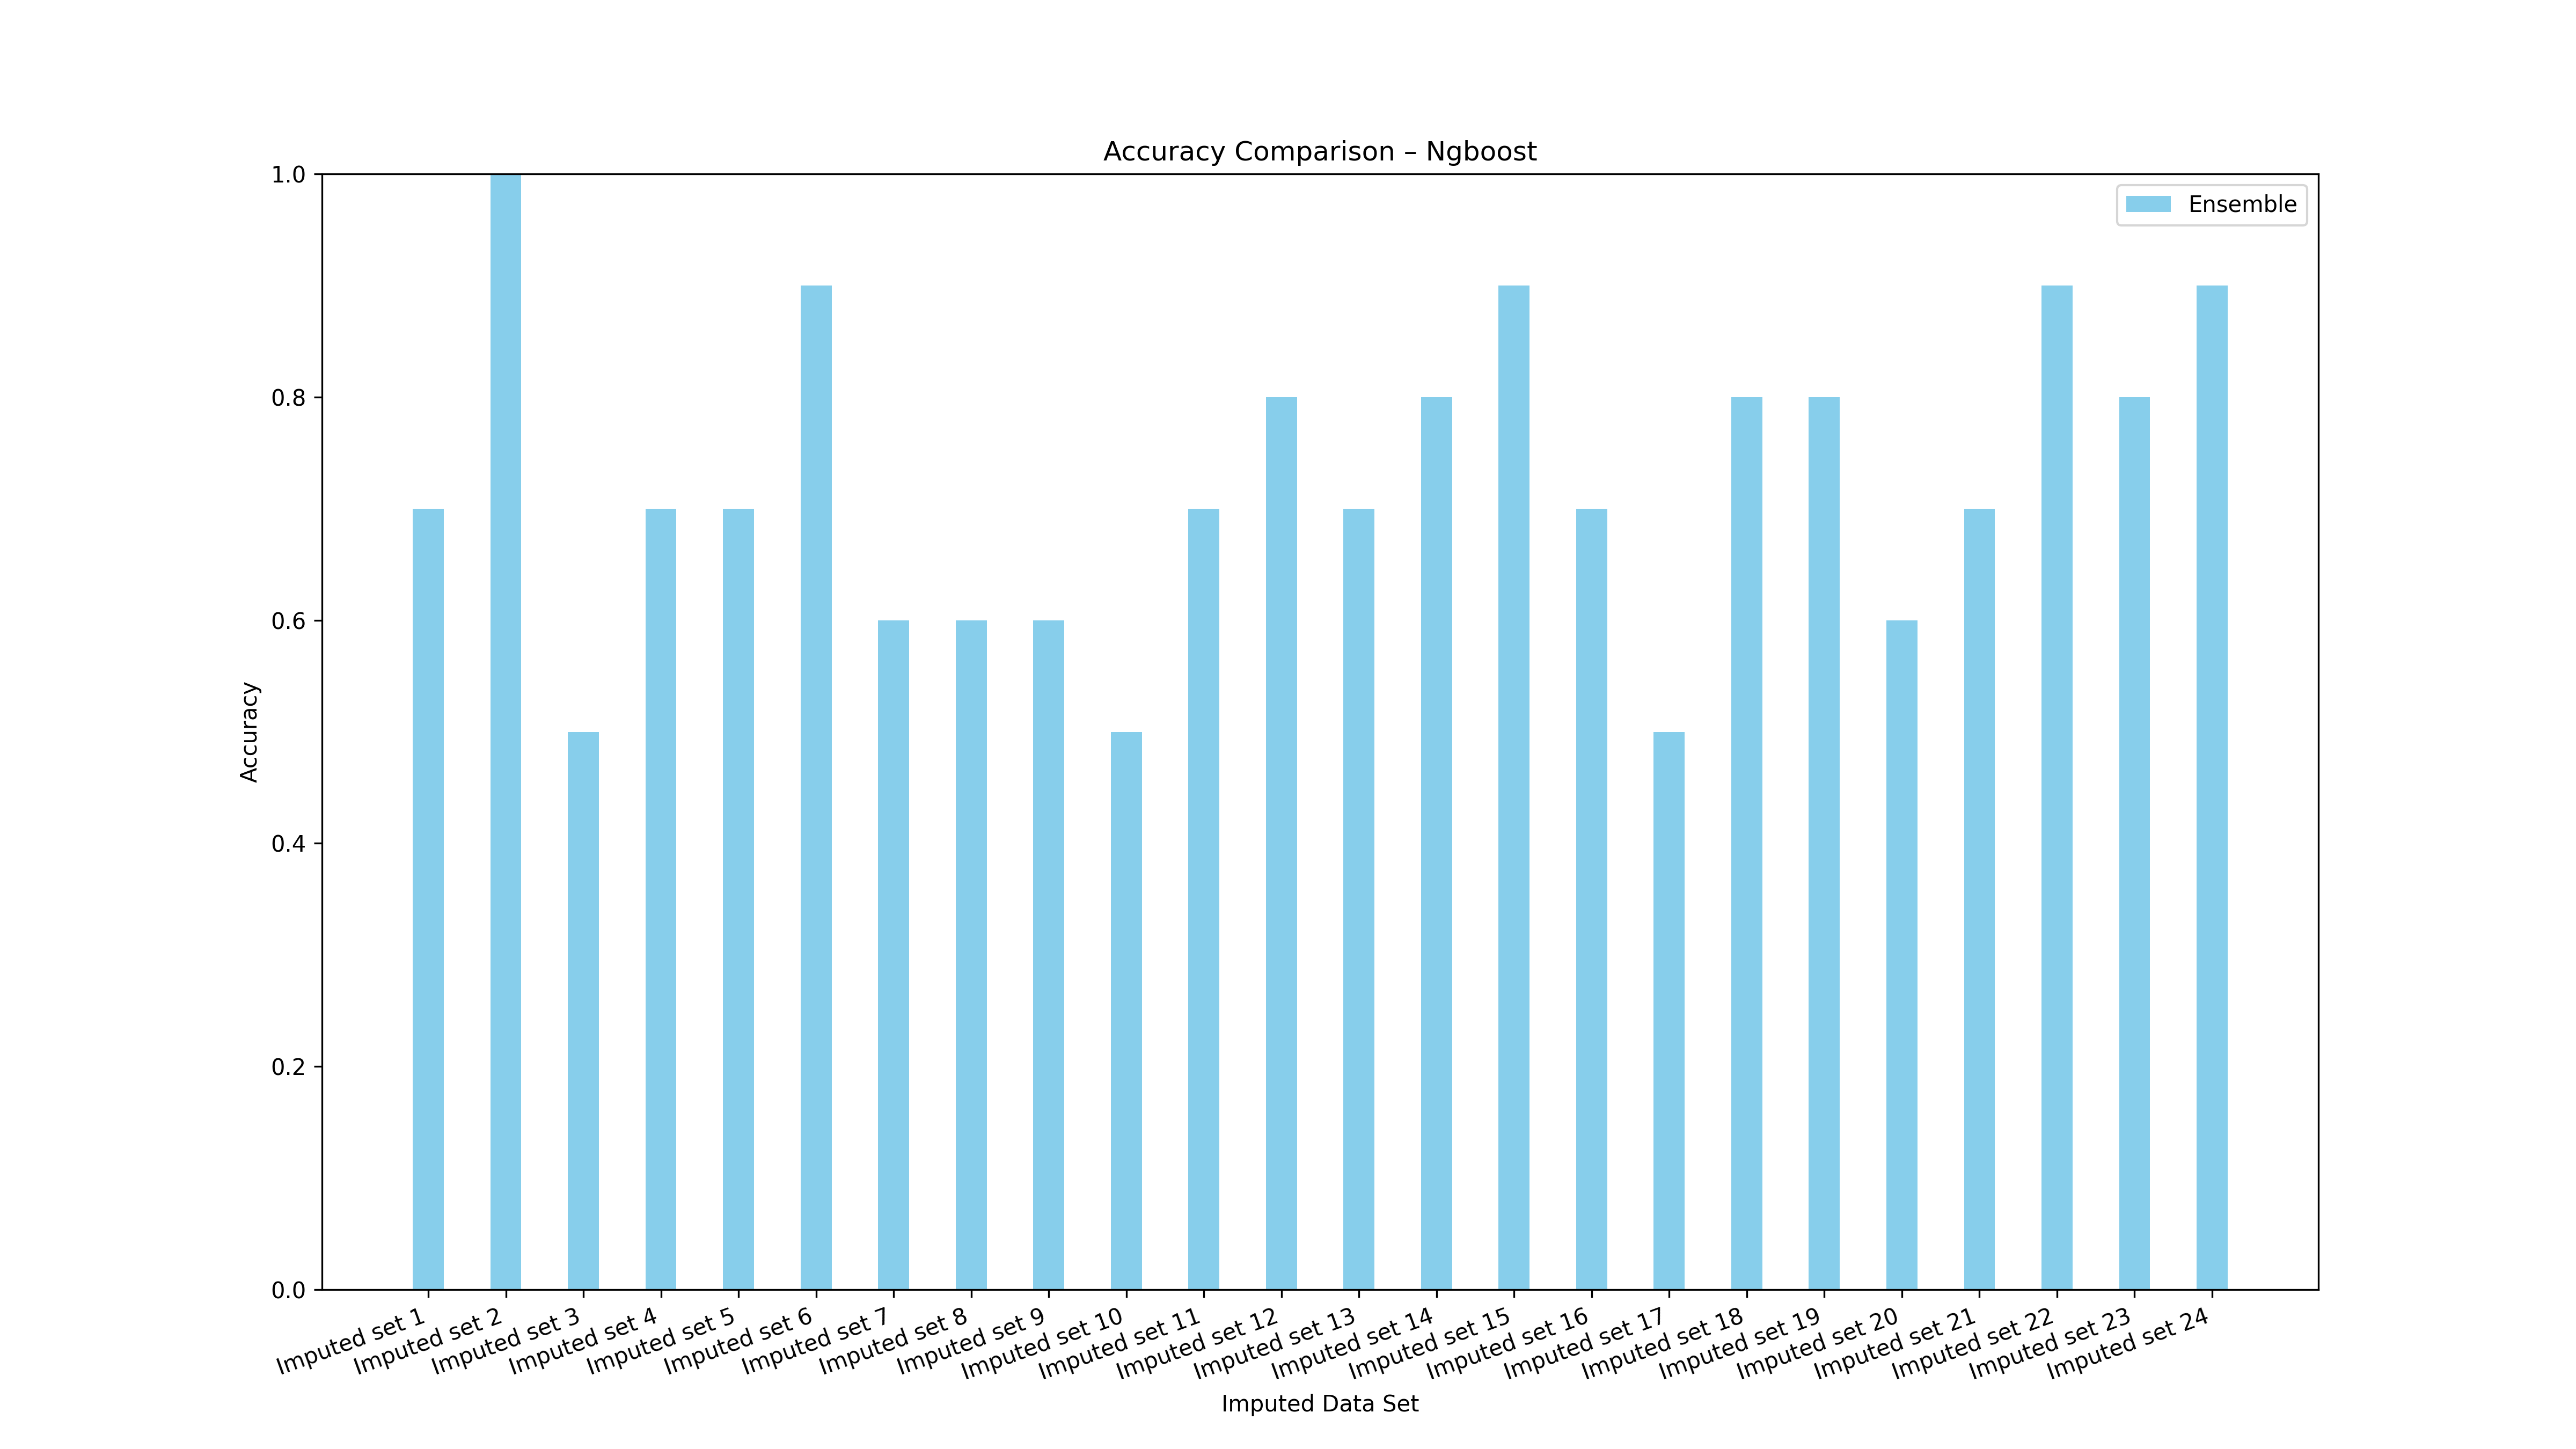 Accuracy Comparison – Ngboost
Ensemble
1.0
0.8
0.6
0.4
0.2
0.0
Accuracy
Imputed set 1
Imputed set 2
Imputed set 3
Imputed set 4
Imputed set 5
Imputed set 6
Imputed set 7
Imputed set 8
Imputed set 9
Imputed set 10
Imputed set 11
Imputed set 12
Imputed set 13
Imputed set 14
Imputed set 15
Imputed set 16
Imputed set 17
Imputed set 18
Imputed set 19
Imputed set 20
Imputed set 21
Imputed set 22
Imputed set 23
Imputed set 24
Imputed Data Set